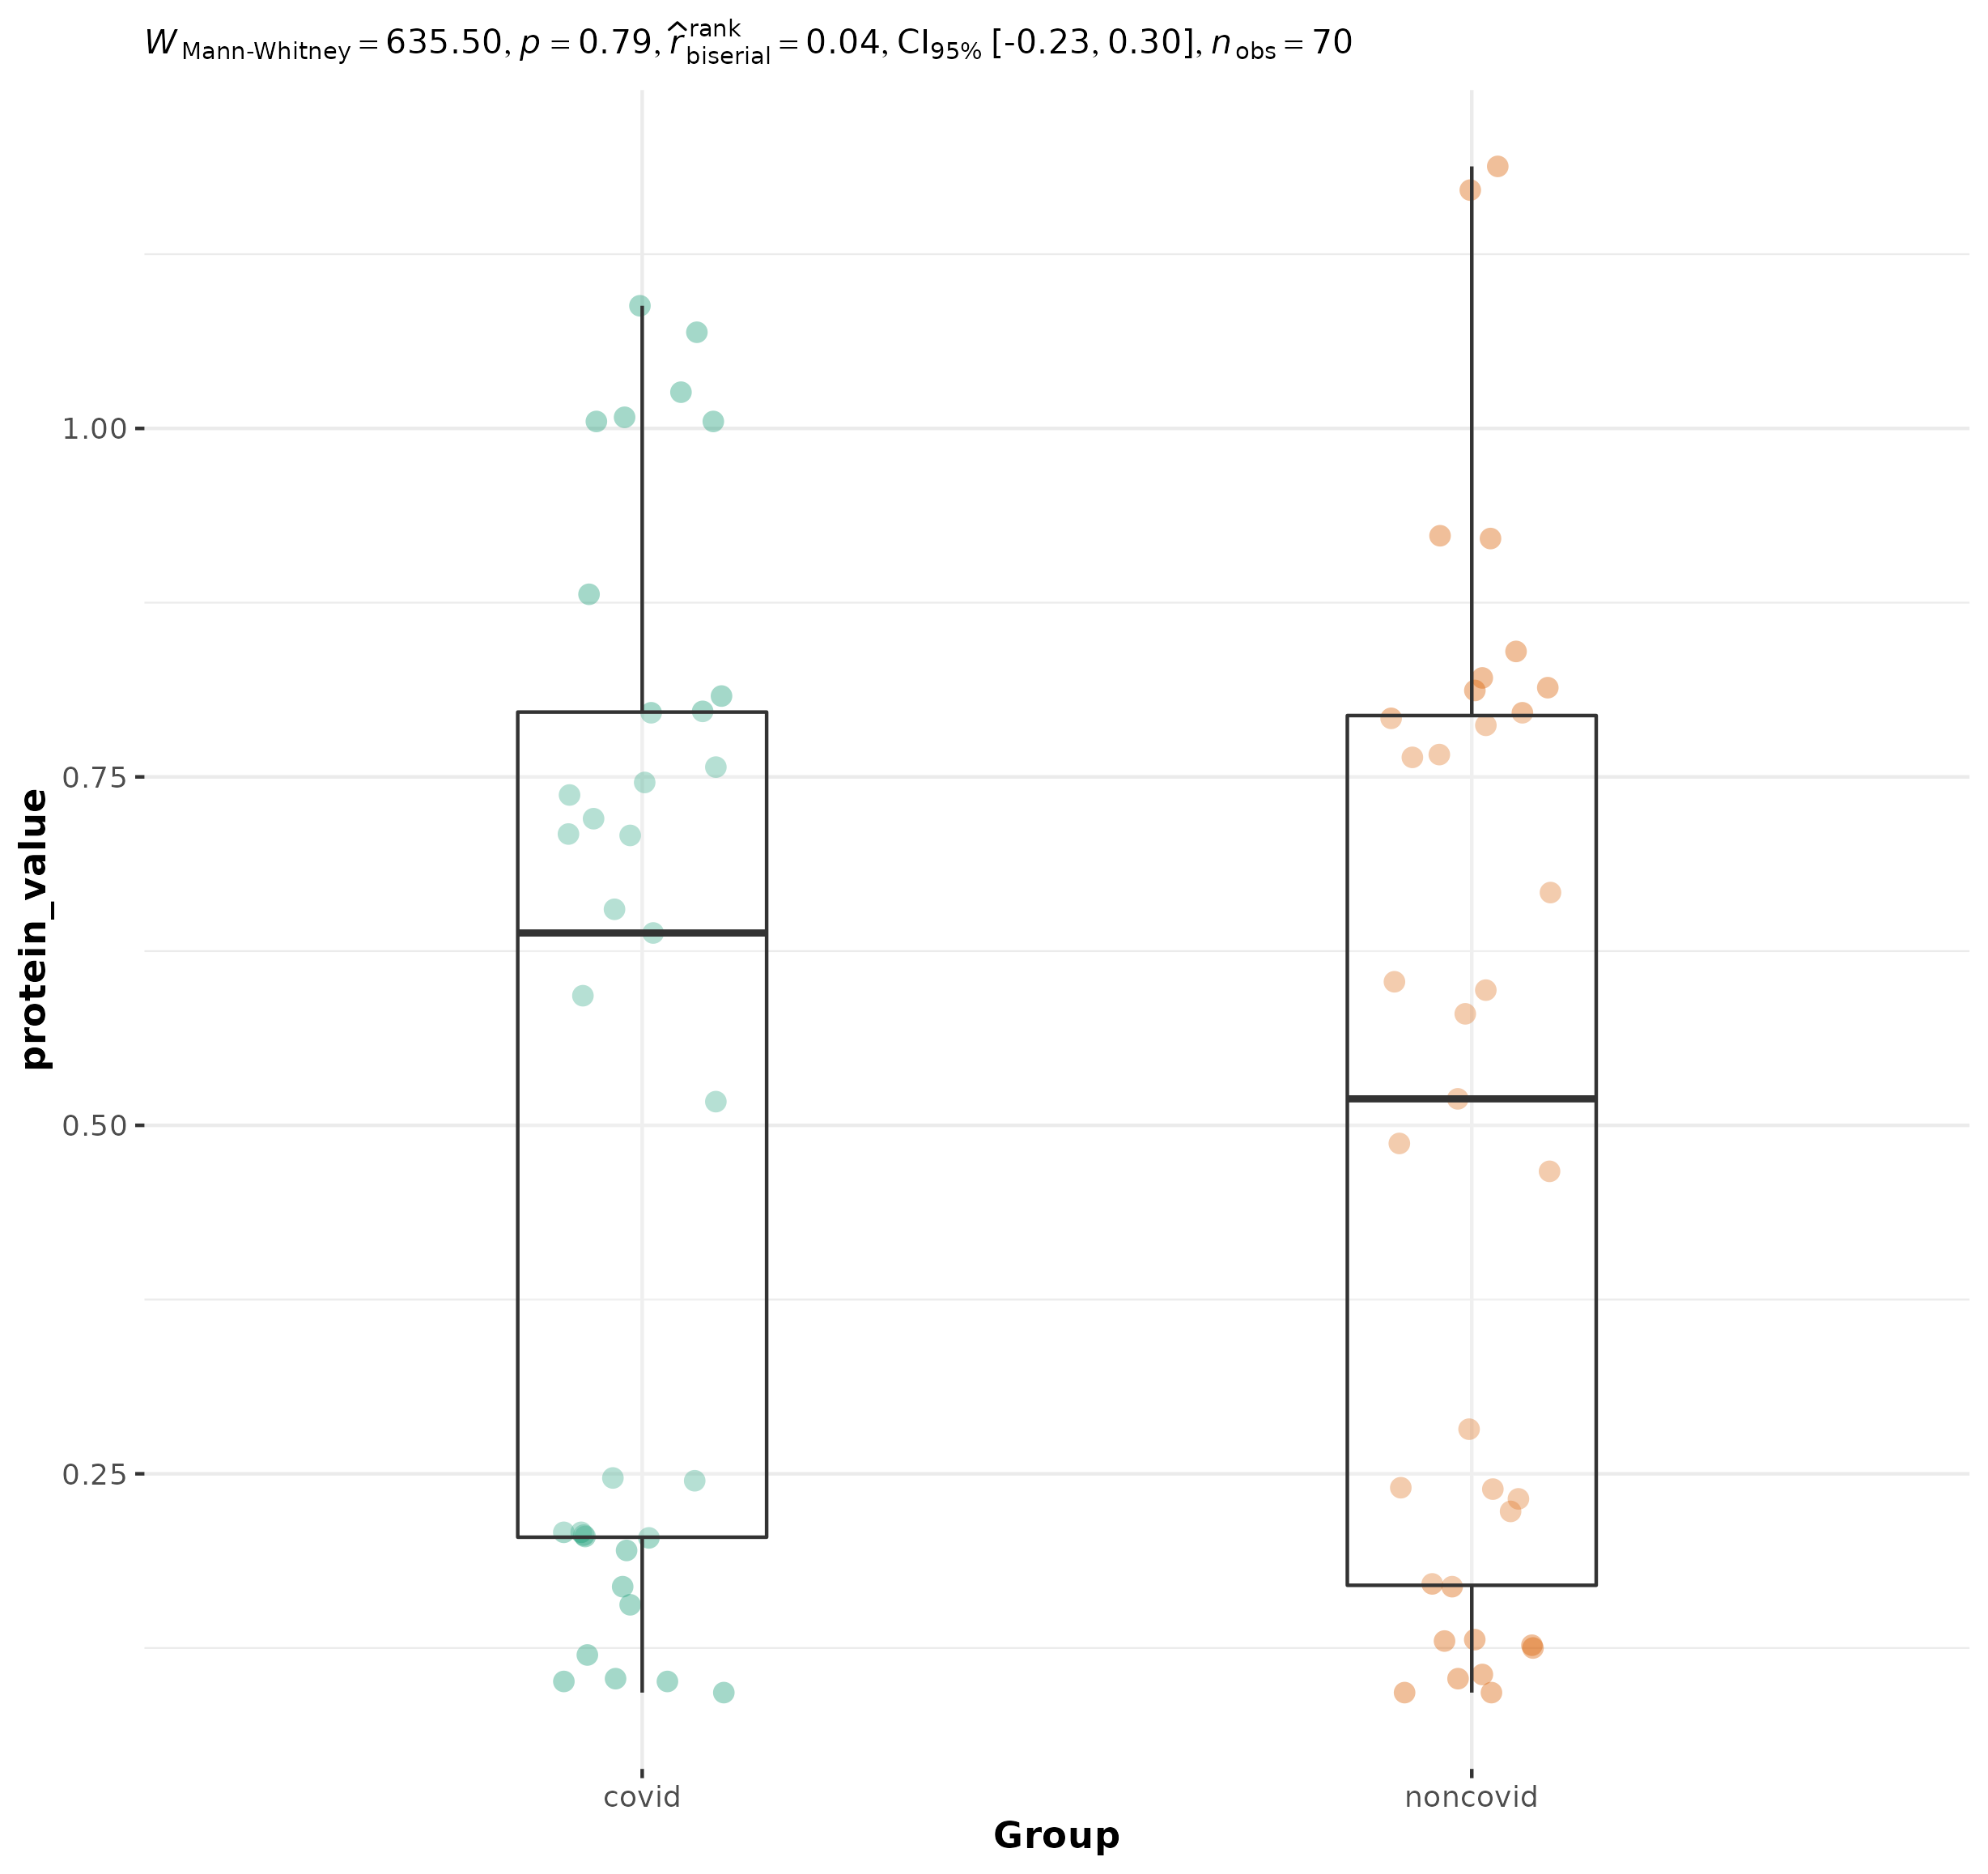 W Mann-Whitney = 635.50, p = 0.79, r̂ rank biserial = 0.04, CI95% [-0.23, 0.30], n obs = 70
1.00
0.75
0.50
0.25
protein_value
covid noncovid
Group